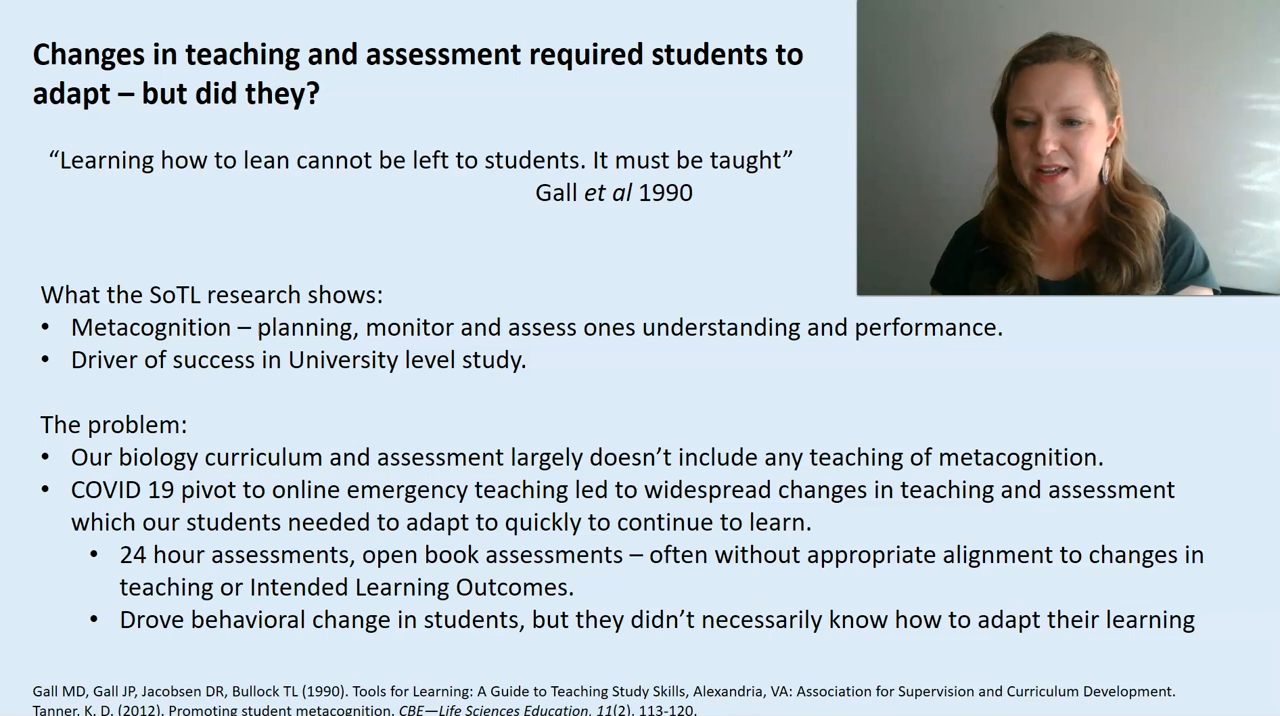 Changes in teaching and assessment required students to
adapt – but did they?
“Learning how to lean cannot be left to students. It must be taught”
Gall et al 1990
What the SoTL research shows:
• Metacognition – planning, monitor and assess ones understanding and performance.
• Driver of success in University level study.
The problem:
• Our biology curriculum and assessment largely doesn’t include any teaching of metacognition.
• COVID 19 pivot to online emergency teaching led to widespread changes in teaching and assessment
which our students needed to adapt to quickly to continue to learn.
• 24 hour assessments, open book assessments – often without appropriate alignment to changes in
teaching or Intended Learning Outcomes.
• Drove behavioral change in students, but they didn’t necessarily know how to adapt their learning
Gall MD, Gall JP, Jacobsen DR, Bullock TL (1990). Tools for Learning: A Guide to Teaching Study Skills, Alexandria, VA: Association for Supervision and Curriculum Development.
Tanner, K. D. (2012). Promoting student metacognition. CBE—Life Sciences Education, 11(2), 113-120.